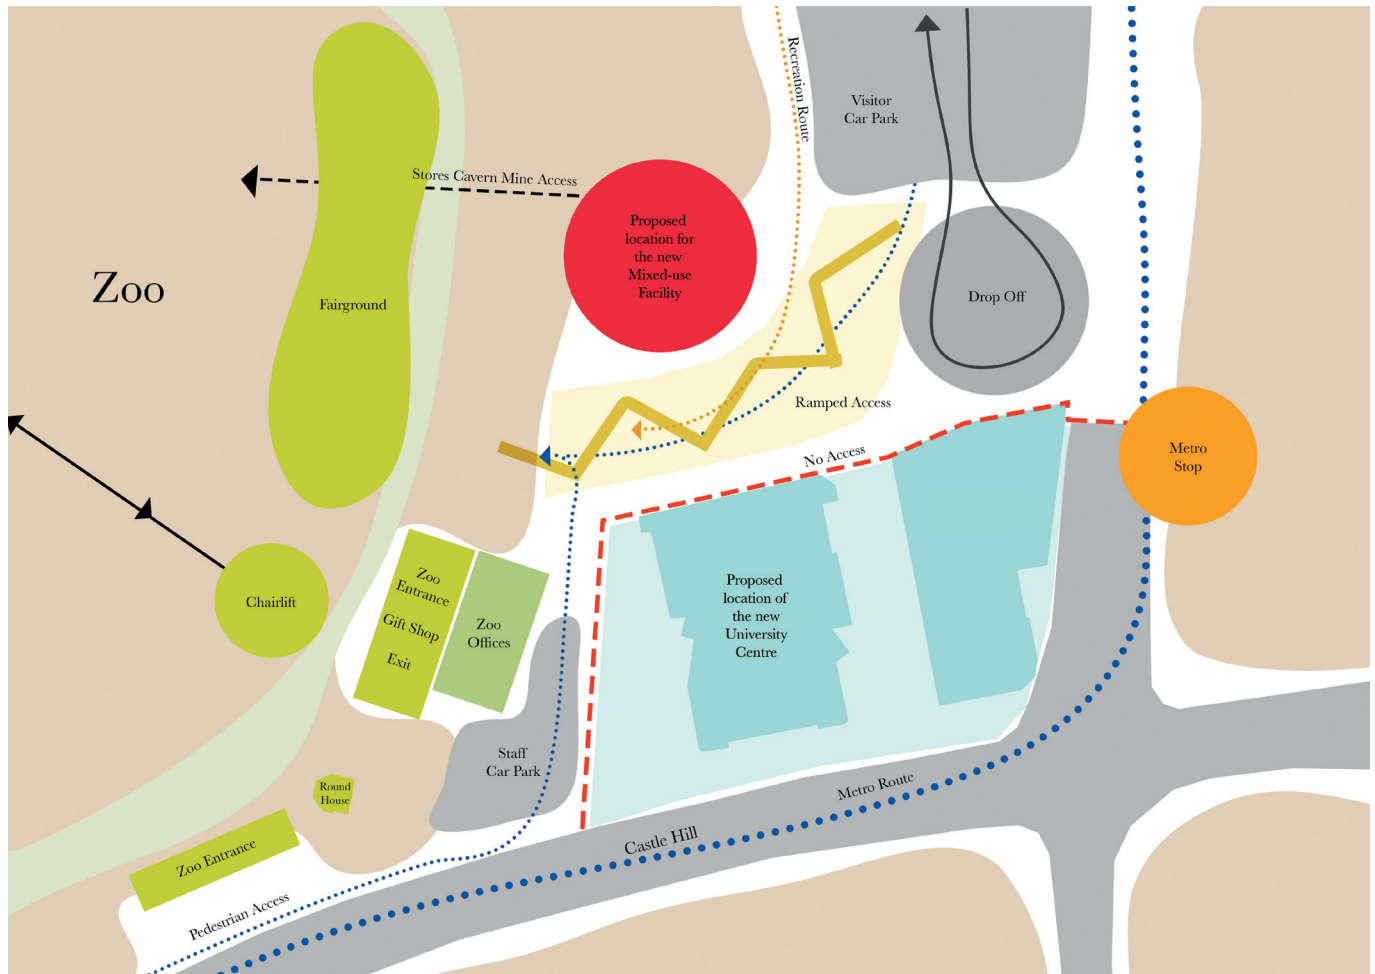 Recreation Route
Visitor
Car Park
Stores Cavern Mine Access
Proposed
location for
the new
Mixed-use
Facility
Zoo
Fairground
Drop Off
Ramped Access
No Access
Metro
Stop
Zoo
Entrance
Gift Shop
Exit
Zoo
Offices
Chairlift
Proposed
location of
the new
University
Centre
Staff
Car Park
Round
House
Metro Route
Castle Hill
Zoo Entrance
Pedestrian Access